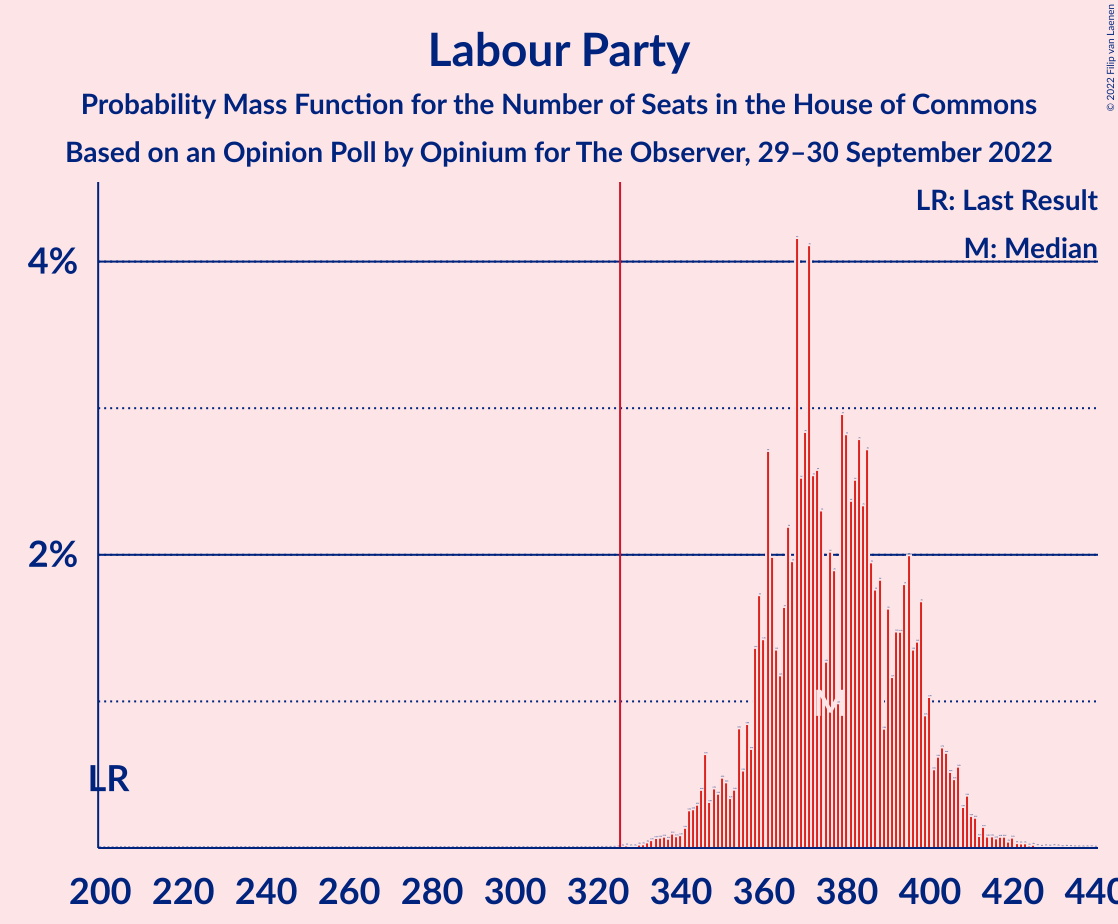 Labour Party
© 2022 Filip van Laenen
Probability Mass Function for the Number of Seats in the House of Commons
Based on an Opinion Poll by Opinium for The Observer, 29–30 September 2022
LR: Last Result
M: Median
4%
2%
M
LR
200 220 240 260 280 300 320 340 360 380 400 420 440